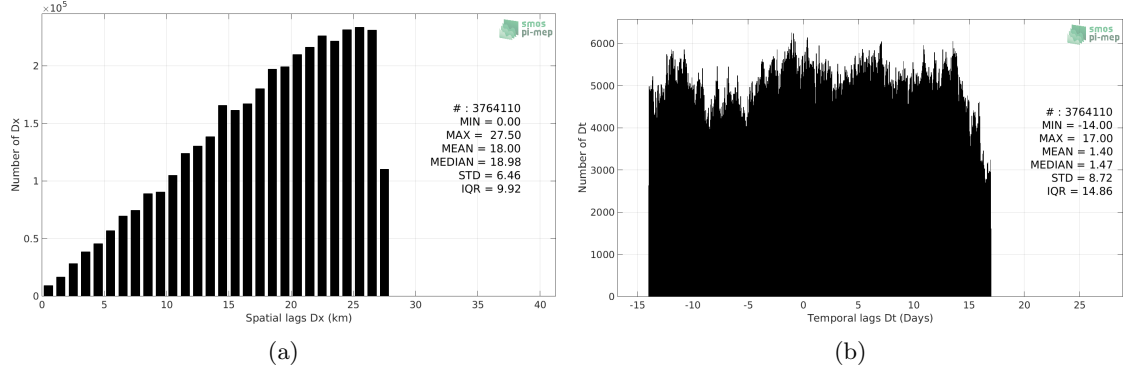 ×10^5
smos
pi-mep
2
1.5
1
0.5
0
Number of Dx
# : 3764110
MIN = 0.00
MAX = 27.50
MEAN = 18.00
MEDIAN = 18.98
STD = 6.46
IQR = 9.92
0 5 10 15 20 25 30 35 40
Spatial lags Dx (km)
(a)
smos
pi-mep
6000
5000
4000
3000
2000
1000
0
Number of Dt
# : 3764110
MIN = -14.00
MAX = 17.00
MEAN = 1.40
MEDIAN = 1.47
STD = 8.72
IQR = 14.86
-15 -10 -5 0 5 10 15 20 25
Temporal lags Dt (Days)
(b)